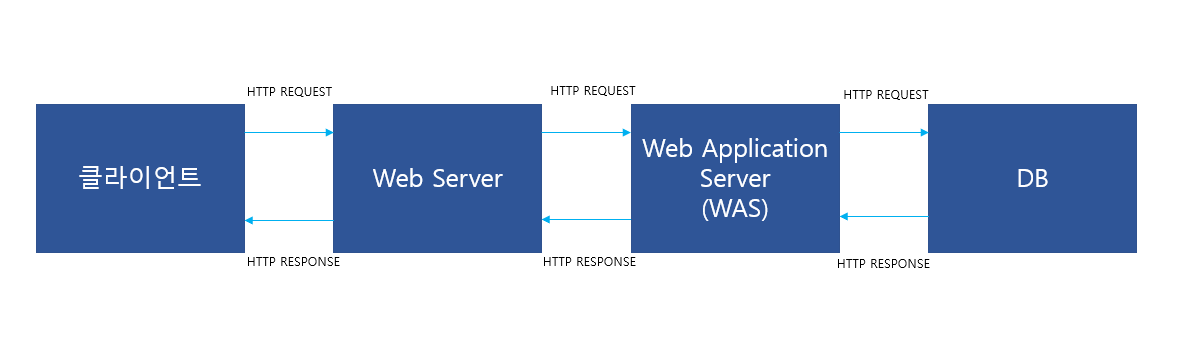 HTTP REQUEST
HTTP REQUEST
HTTP REQUEST
클라이언트
Web Server
Web Application
Server
(WAS)
DB
HTTP RESPONSE
HTTP RESPONSE
HTTP RESPONSE